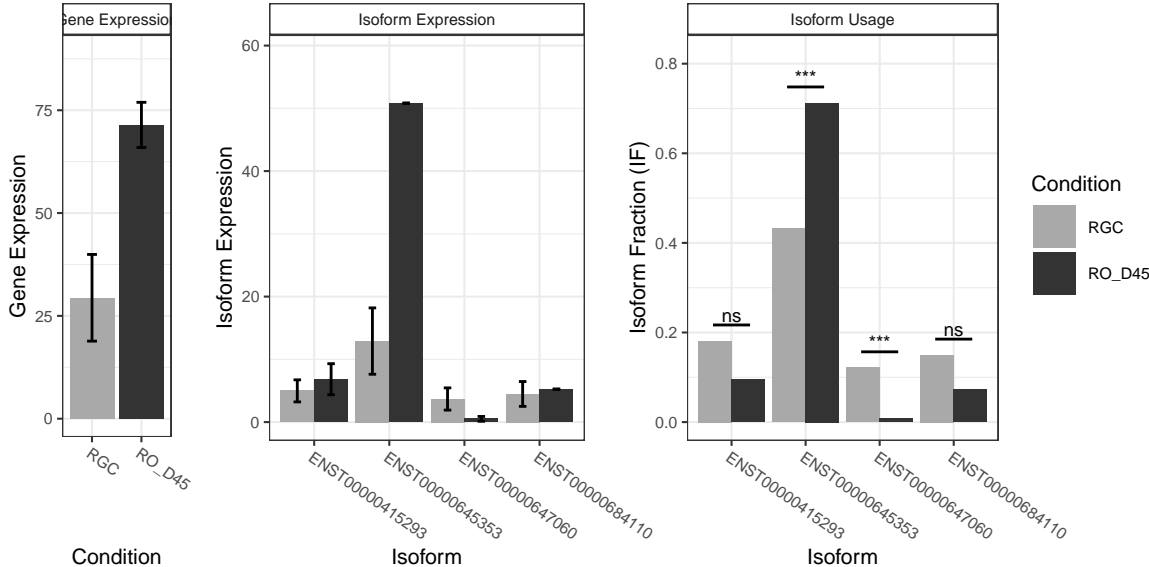 Gene Expression
Isoform Expression
Isoform Usage
Gene Expression
75
50
25
0
RGC
RO_D45
Condition
Isoform Expression
60
40
20
0
ENST00000415293
ENST00000645353
ENST00000647060
ENST00000684110
Isoform
Isoform Fraction (IF)
0.8
0.6
0.4
0.2
0.0
ns
***
***
ns
ENST00000415293
ENST00000645353
ENST00000647060
ENST00000684110
Isoform
Condition
RGC
RO_D45